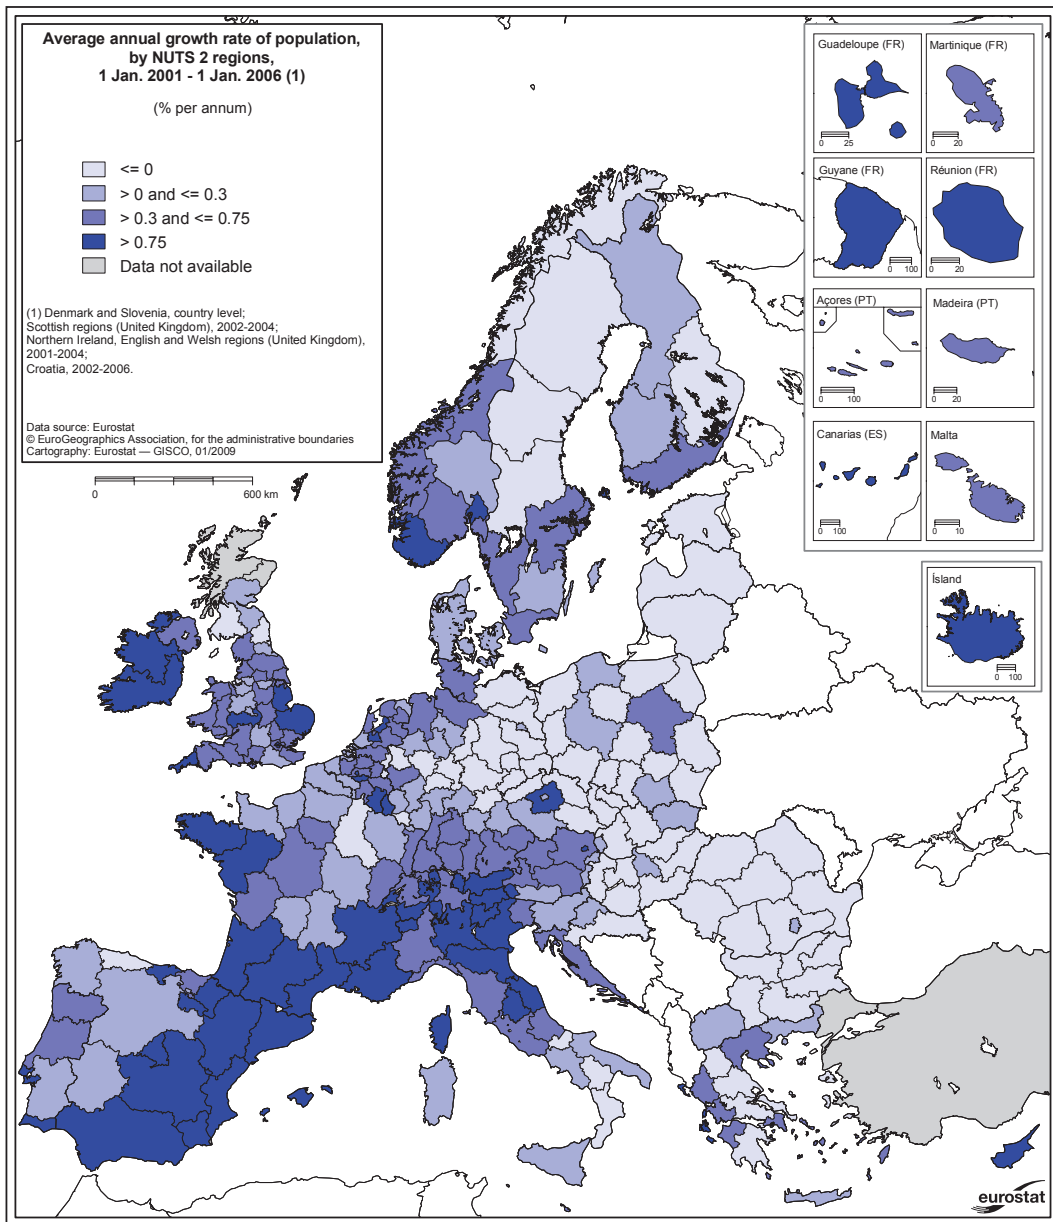 Average annual growth rate of population,
by NUTS 2 regions,
1 Jan. 2001 - 1 Jan. 2006 (1)
(% per annum)
<= 0
> 0 and <= 0.3
> 0.3 and <= 0.75
> 0.75
Data not available
(1) Denmark and Slovenia, country level;
Scottish regions (United Kingdom), 2002-2004;
Northern Ireland, English and Welsh regions (United Kingdom),
2001-2004;
Croatia, 2002-2006.
Data source: Eurostat
© EuroGeographics Association, for the administrative boundaries
Cartography: Eurostat — GISCO, 01/2009
0 600 km
Guadeloupe (FR)
0 25
Martinique (FR)
0 20
Guyane (FR)
0 100
Réunion (FR)
0 20
Açores (PT)
0 100
Madeira (PT)
0 20
Canarias (ES)
0 100
Malta
0 10
Ísland
0 100
eurostat